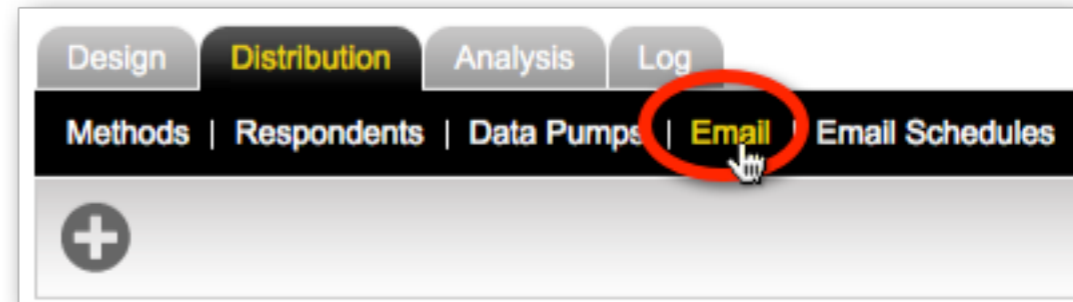 Design Distribution Analysis Log
Methods | Respondents | Data Pumps | Email | Email Schedules